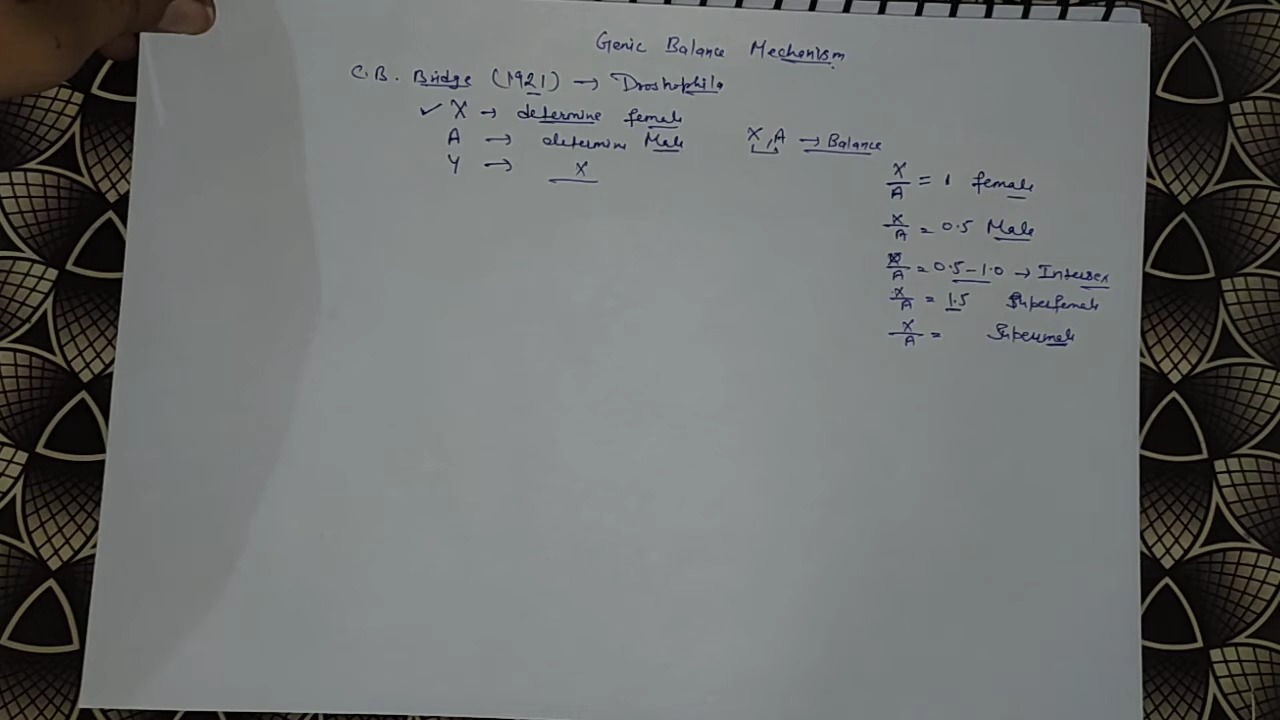 Genic Balance Mechanism
C.B. Bridge (1921) → Drosophila
✓ X → determine female
A → determine Male
X, A → Balance
Y → X
X/A = 1 female
X/A = 0.5 Male
X/A = 0.5-1.0 → Intersex
X/A = 1.5 Superfemale
X/A = Supermale